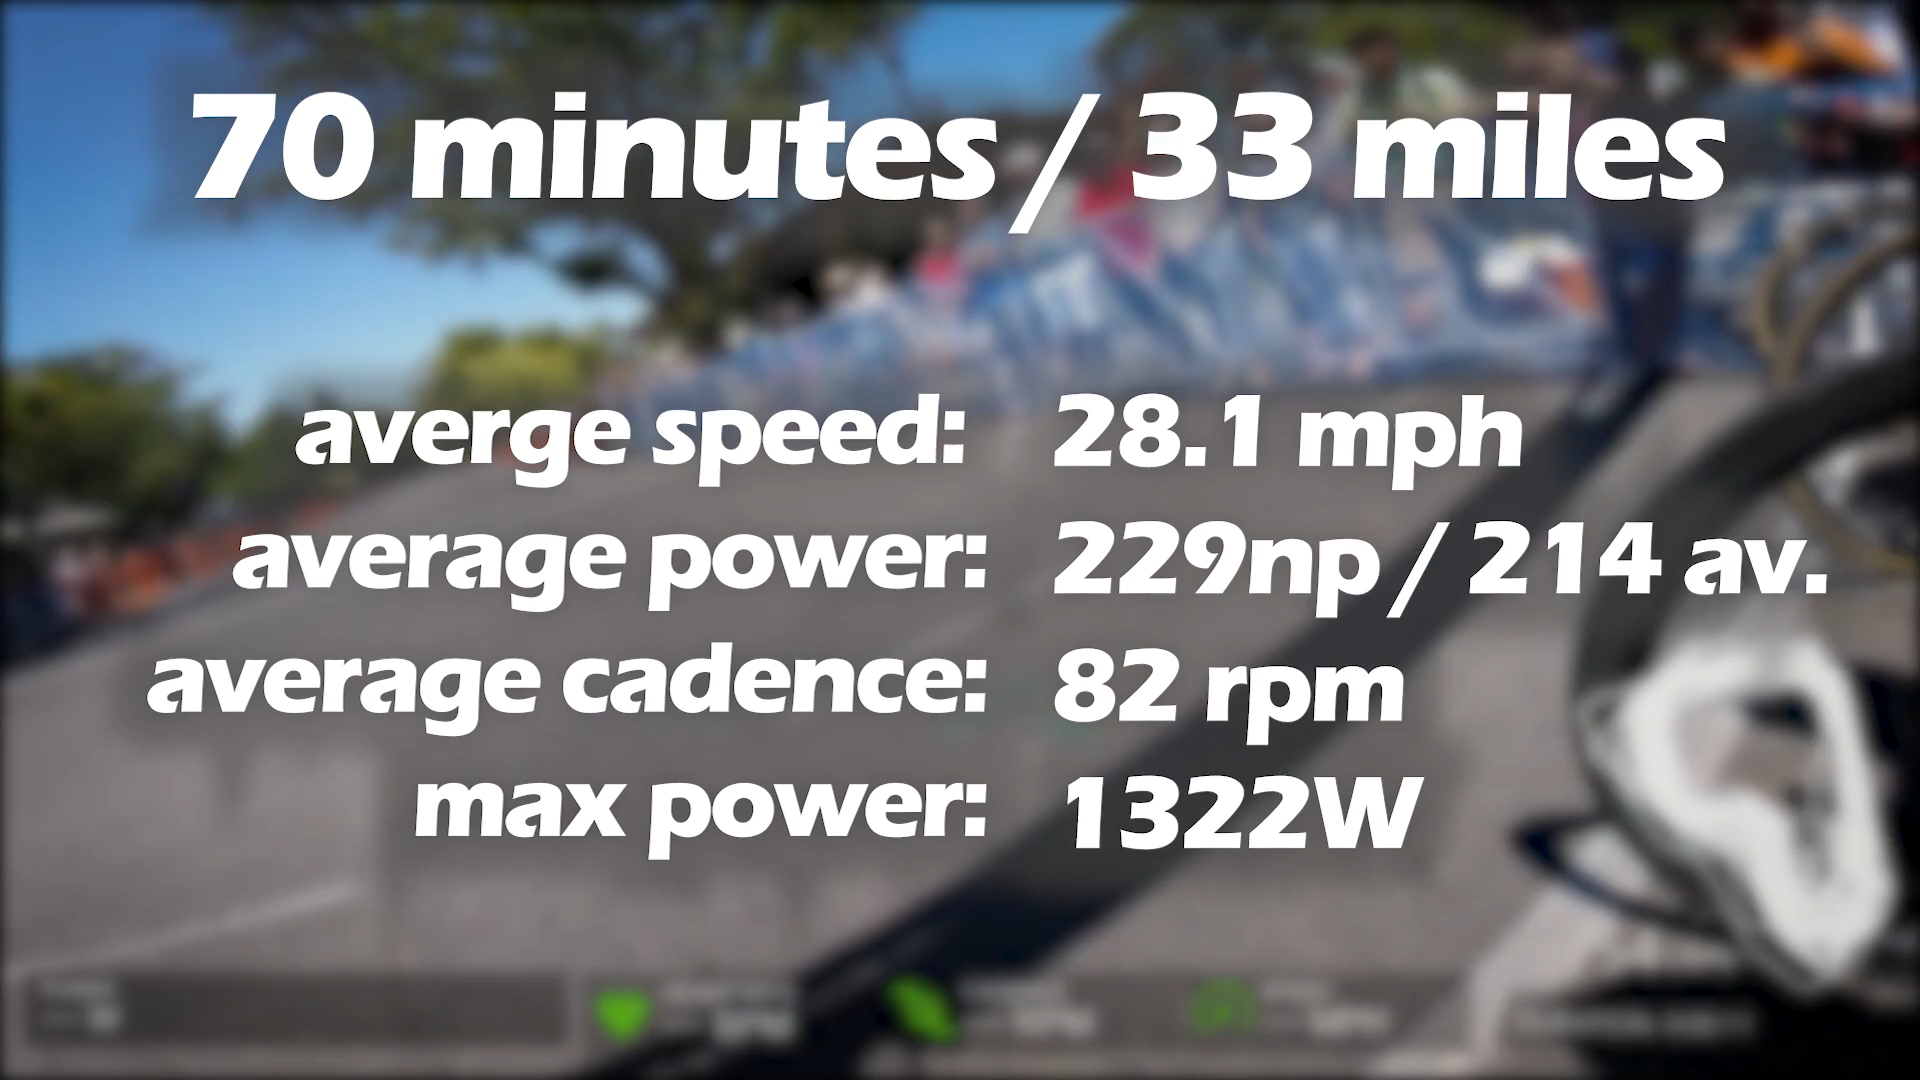 70 minutes / 33 miles
averge speed: 28.1 mph
average power: 229np / 214 av.
average cadence: 82 rpm
max power: 1322W